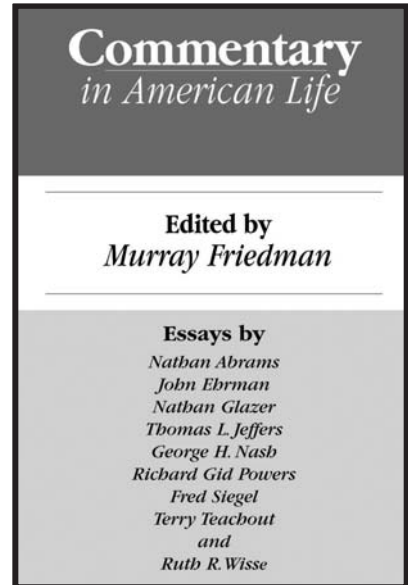 Commentary
in American Life
Edited by
Murray Friedman
Essays by
Nathan Abrams
John Ehrman
Nathan Glazer
Thomas L. Jeffers
George H. Nash
Richard Gid Powers
Fred Siegel
Terry Teachout
and
Ruth R. Wisse